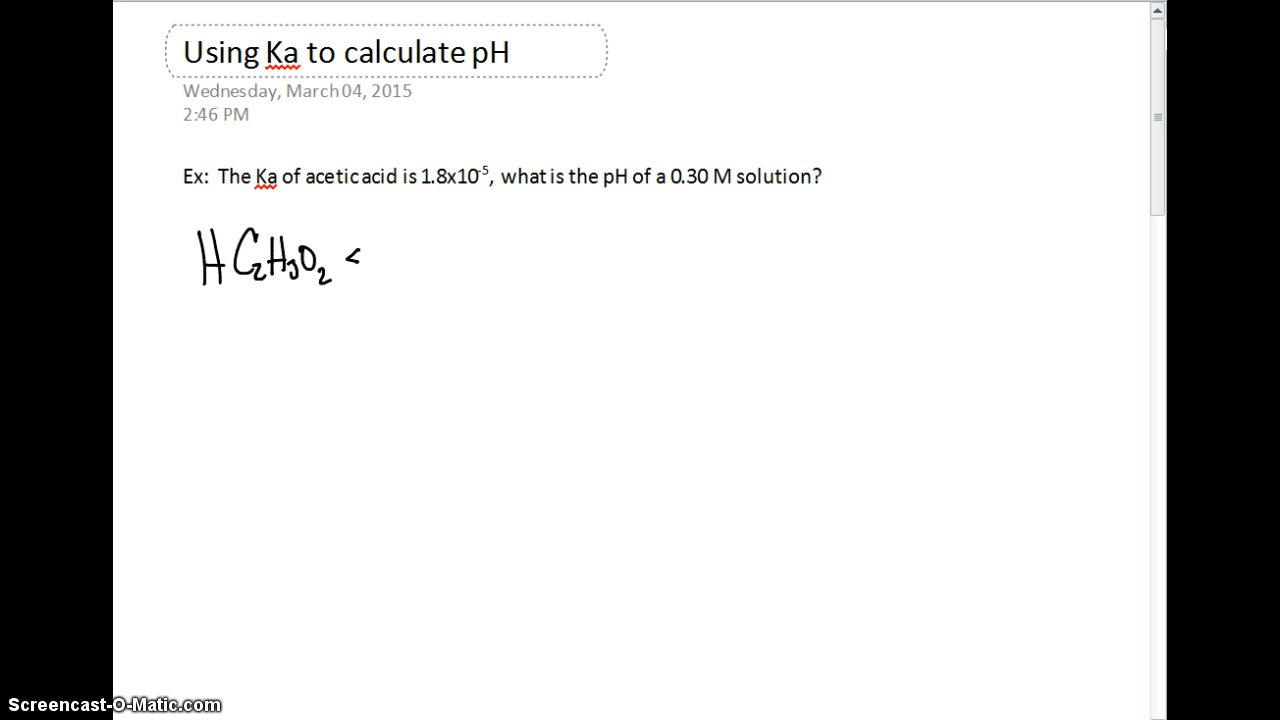 Using Ka to calculate pH
Wednesday, March 04, 2015
2:46 PM
Ex: The Ka of acetic acid is 1.8x10⁻⁵, what is the pH of a 0.30 M solution?
HC₂H₃O₂ <
Screencast-O-Matic.com